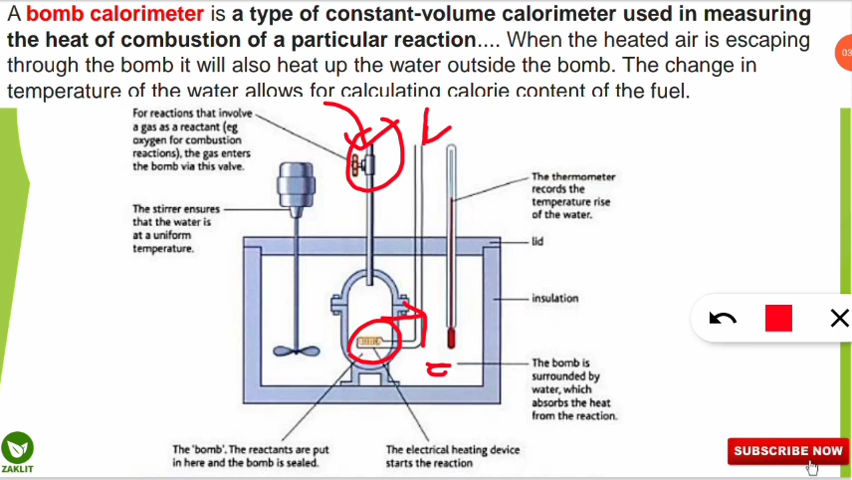 A bomb calorimeter is a type of constant-volume calorimeter used in measuring
the heat of combustion of a particular reaction.... When the heated air is escaping
through the bomb it will also heat up the water outside the bomb. The change in
temperature of the water allows for calculating calorie content of the fuel.
For reactions that involve
a gas as a reactant (eg
oxygen for combustion
reactions), the gas enters
the bomb via this valve.
The stirrer ensures
that the water is
at a uniform
temperature.
The thermometer
records the
temperature rise
of the water.
lid
insulation
The bomb is
surrounded by
water, which
absorbs the heat
from the reaction.
The 'bomb'. The reactants are put
in here and the bomb is sealed.
The electrical heating device
starts the reaction
03
ZAKLIT
SUBSCRIBE NOW